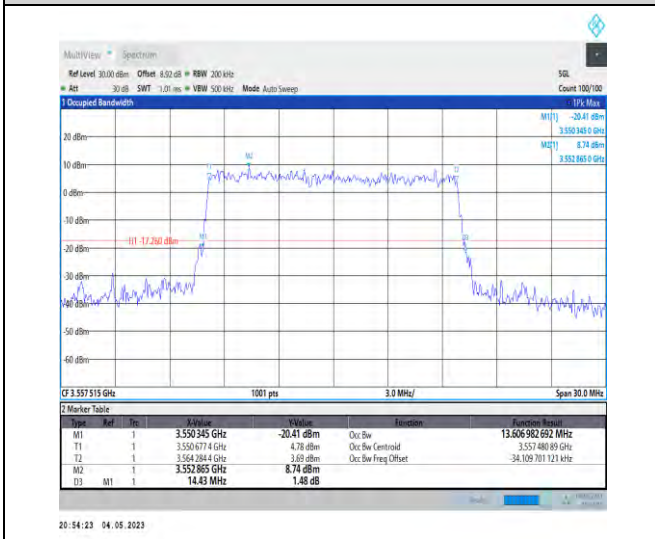 MultiView Spectrum
Ref Level 30.00 dBm Offset 8.92 dB RBW 200 kHz SGL
Att 30 dB SWT 1.01 ms VBW 500 kHz Mode Auto Sweep Count 100/100
1 Occupied Bandwidth 1Pk Max
M1[1] -20.41 dBm
3.550 345 0 GHz
M2[1] 8.74 dBm
3.552 865 0 GHz
20 dBm
10 dBm
M2
T1
T2
0 dBm
-10 dBm
H1 -17.260 dBm
M1
D3
-20 dBm
-30 dBm
-40 dBm
-50 dBm
-60 dBm
CF 3.557 515 GHz 1001 pts 3.0 MHz/ Span 30.0 MHz
2 Marker Table
Type Ref Trc X-Value Y-Value Function Function Result
M1 1 3.550 345 GHz -20.41 dBm Occ Bw 13.606 982 692 MHz
T1 1 3.550 677 4 GHz 4.78 dBm Occ Bw Centroid 3.557 480 89 GHz
T2 1 3.564 284 4 GHz 3.69 dBm Occ Bw Freq Offset -34.109 701 121 kHz
M2 1 3.552 865 GHz 8.74 dBm
D3 M1 1 14.43 MHz 1.48 dB
20:54:23 04.05.2023